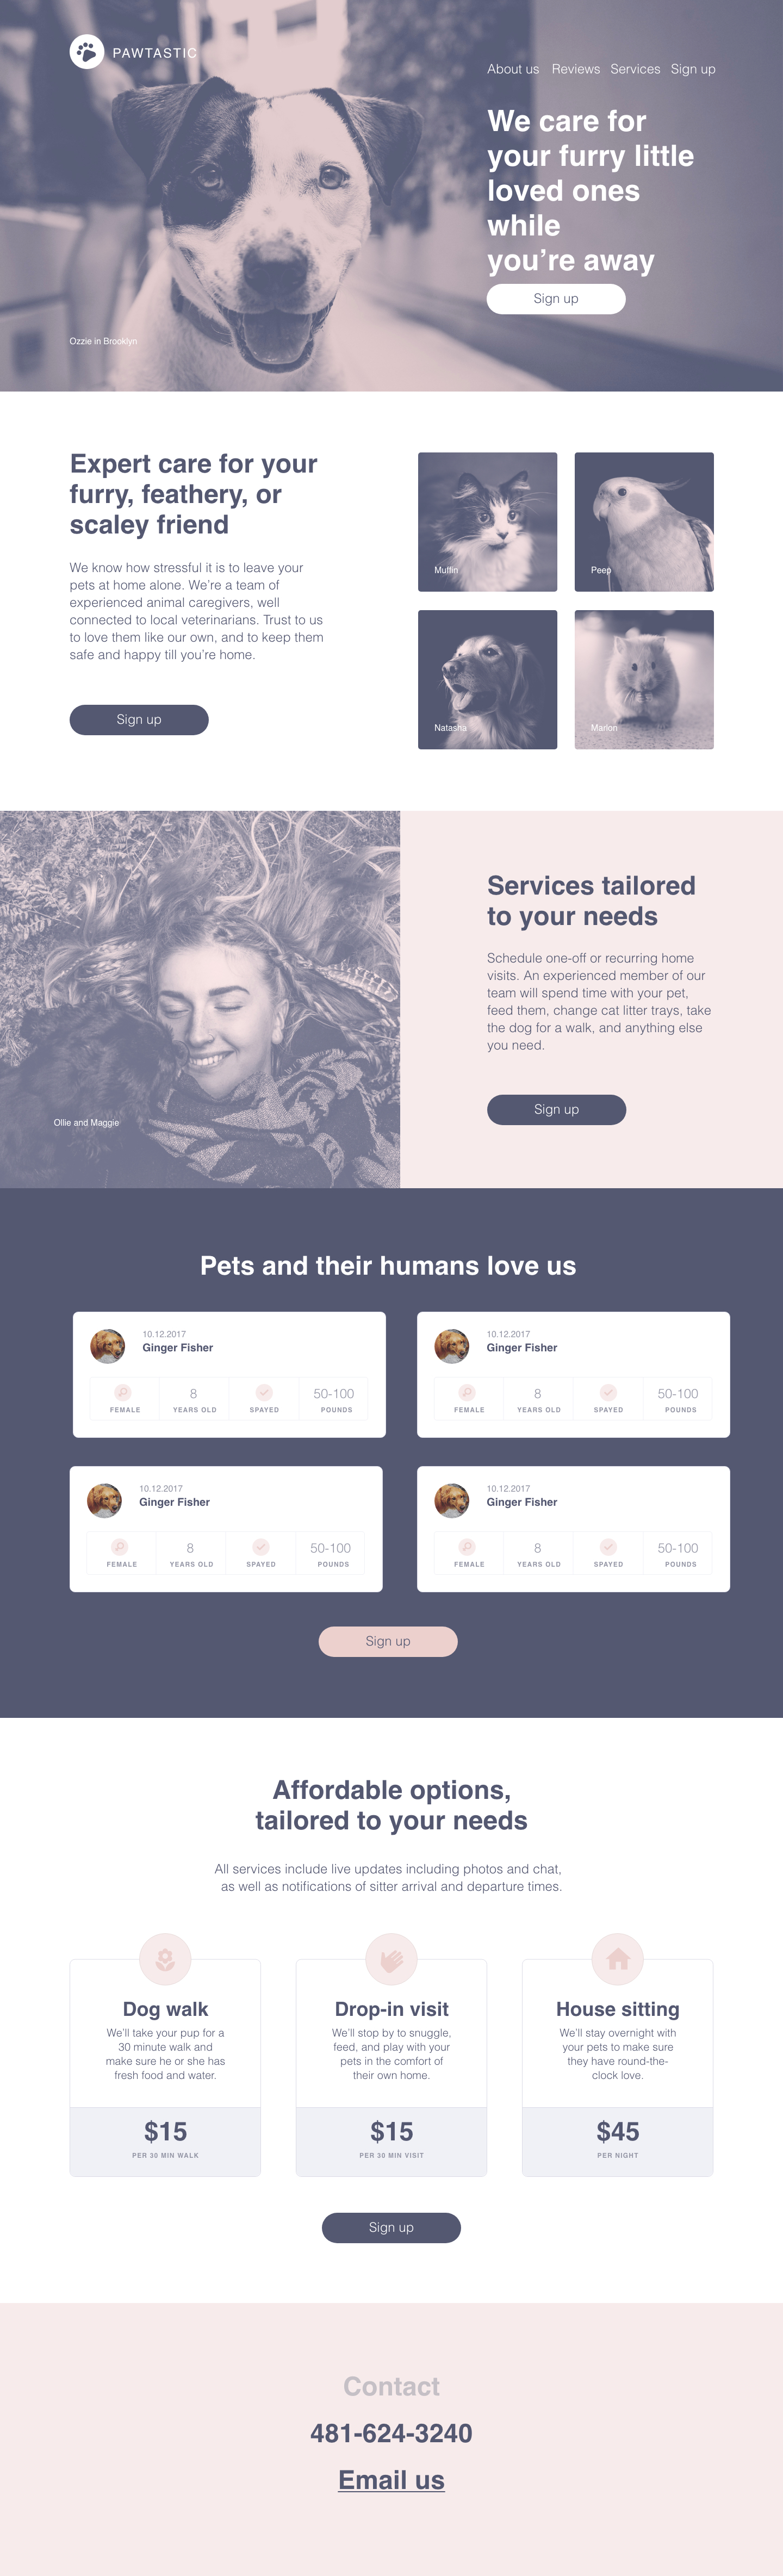 PAWTASTIC
About us Reviews Services Sign up
We care for
your furry little
loved ones
while
you’re away
Sign up
Ozzie in Brooklyn
Expert care for your
furry, feathery, or
scaley friend
We know how stressful it is to leave your
pets at home alone. We’re a team of
experienced animal caregivers, well
connected to local veterinarians. Trust to us
to love them like our own, and to keep them
safe and happy till you’re home.
Sign up
Muffin
Peep
Natasha
Marlon
Ollie and Maggie
Services tailored
to your needs
Schedule one-off or recurring home
visits. An experienced member of our
team will spend time with your pet,
feed them, change cat litter trays, take
the dog for a walk, and anything else
you need.
Sign up
Pets and their humans love us
10.12.2017
Ginger Fisher
8
50-100
FEMALE YEARS OLD SPAYED POUNDS
10.12.2017
Ginger Fisher
8
50-100
FEMALE YEARS OLD SPAYED POUNDS
10.12.2017
Ginger Fisher
8
50-100
FEMALE YEARS OLD SPAYED POUNDS
10.12.2017
Ginger Fisher
8
50-100
FEMALE YEARS OLD SPAYED POUNDS
Sign up
Affordable options,
tailored to your needs
All services include live updates including photos and chat,
as well as notifications of sitter arrival and departure times.
Dog walk
We’ll take your pup for a
30 minute walk and
make sure he or she has
fresh food and water.
$15
PER 30 MIN WALK
Drop-in visit
We’ll stop by to snuggle,
feed, and play with your
pets in the comfort of
their own home.
$15
PER 30 MIN VISIT
House sitting
We’ll stay overnight with
your pets to make sure
they have round-the-
clock love.
$45
PER NIGHT
Sign up
Contact
481-624-3240
Email us